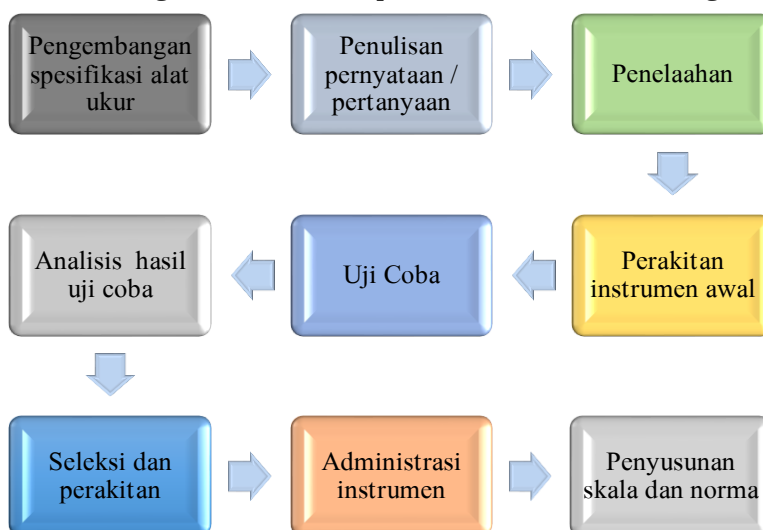 Pengembangan
spesifikasi alat
ukur
Penulisan
pernyataan /
pertanyaan
Penelaahan
Perakitan
instrumen awal
Uji Coba
Analisis hasil
uji coba
Seleksi dan
perakitan
Administrasi
instrumen
Penyusunan
skala dan norma